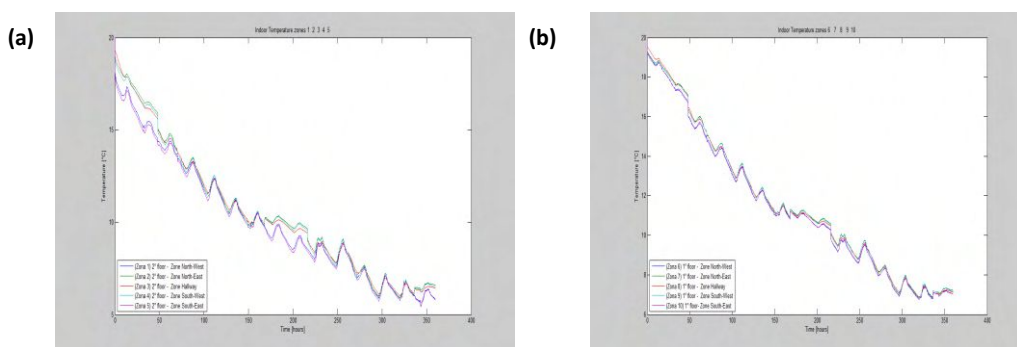 (a)
Indoor Temperature zones 1 2 3 4 5
20
15
10
5
Temperature [°C]
(Zona 1) 2° floor - Zone North-West
(Zona 2) 2° floor - Zone North-East
(Zona 3) 2° floor - Zone Hallway
(Zona 4) 2° floor - Zone South-West
(Zona 5) 2° floor - Zone South-East
0 50 100 150 200 250 300 350 400
Time [hours]
(b)
Indoor Temperature zones 6 7 8 9 10
20
18
16
14
12
10
8
6
Temperature [°C]
(Zona 6) 1° floor - Zone North-West
(Zona 7) 1° floor - Zone North-East
(Zona 8) 1° floor - Zone Hallway
(Zona 9) 1° floor - Zone South-West
(Zona 10) 1° floor- Zone South-East
0 50 100 150 200 250 300 350 400
Time [hours]